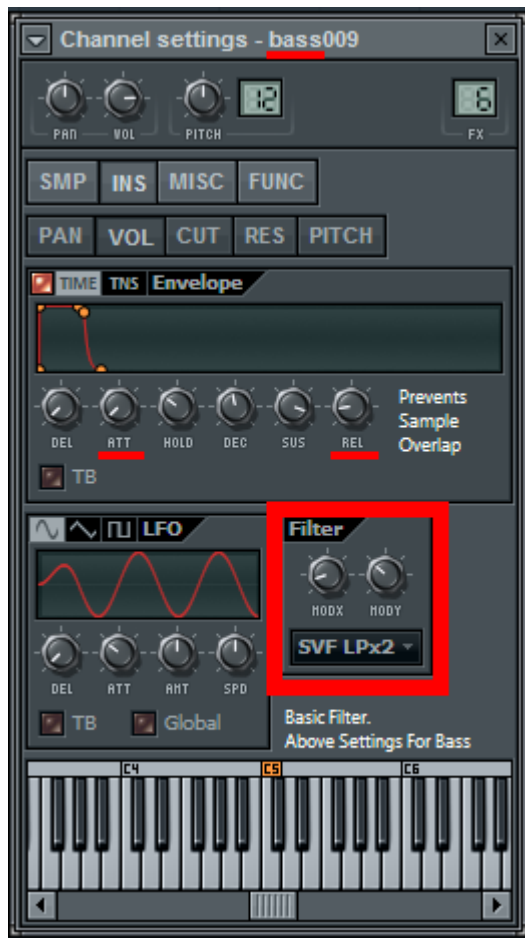 Channel settings - bass009
PAN VOL PITCH 12 6 FX
SMP INS MISC FUNC
PAN VOL CUT RES PITCH
TIME TNS Envelope
DEL ATT HOLD DEC SUS REL
Prevents
Sample
Overlap
TB
LFO
DEL ATT AMT SPD
TB Global
Filter
MODX MODY
SVF LPx2
Basic Filter.
Above Settings For Bass
C4 C5 C6